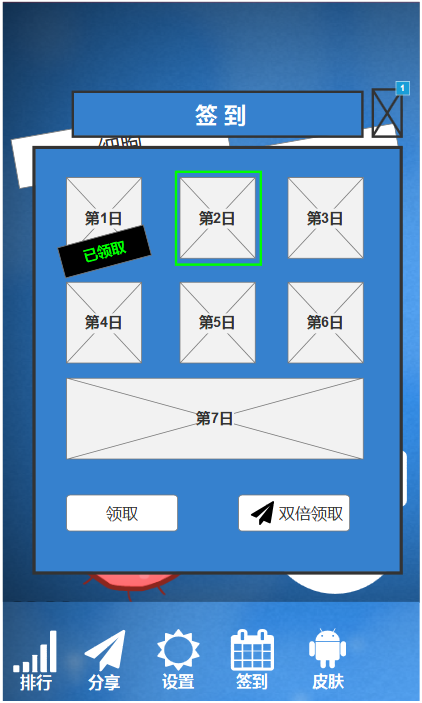 签 到
1
细胞
第1日
第2日
第3日
已领取
第4日
第5日
第6日
第7日
领取
双倍领取
排行
分享
设置
签到
皮肤